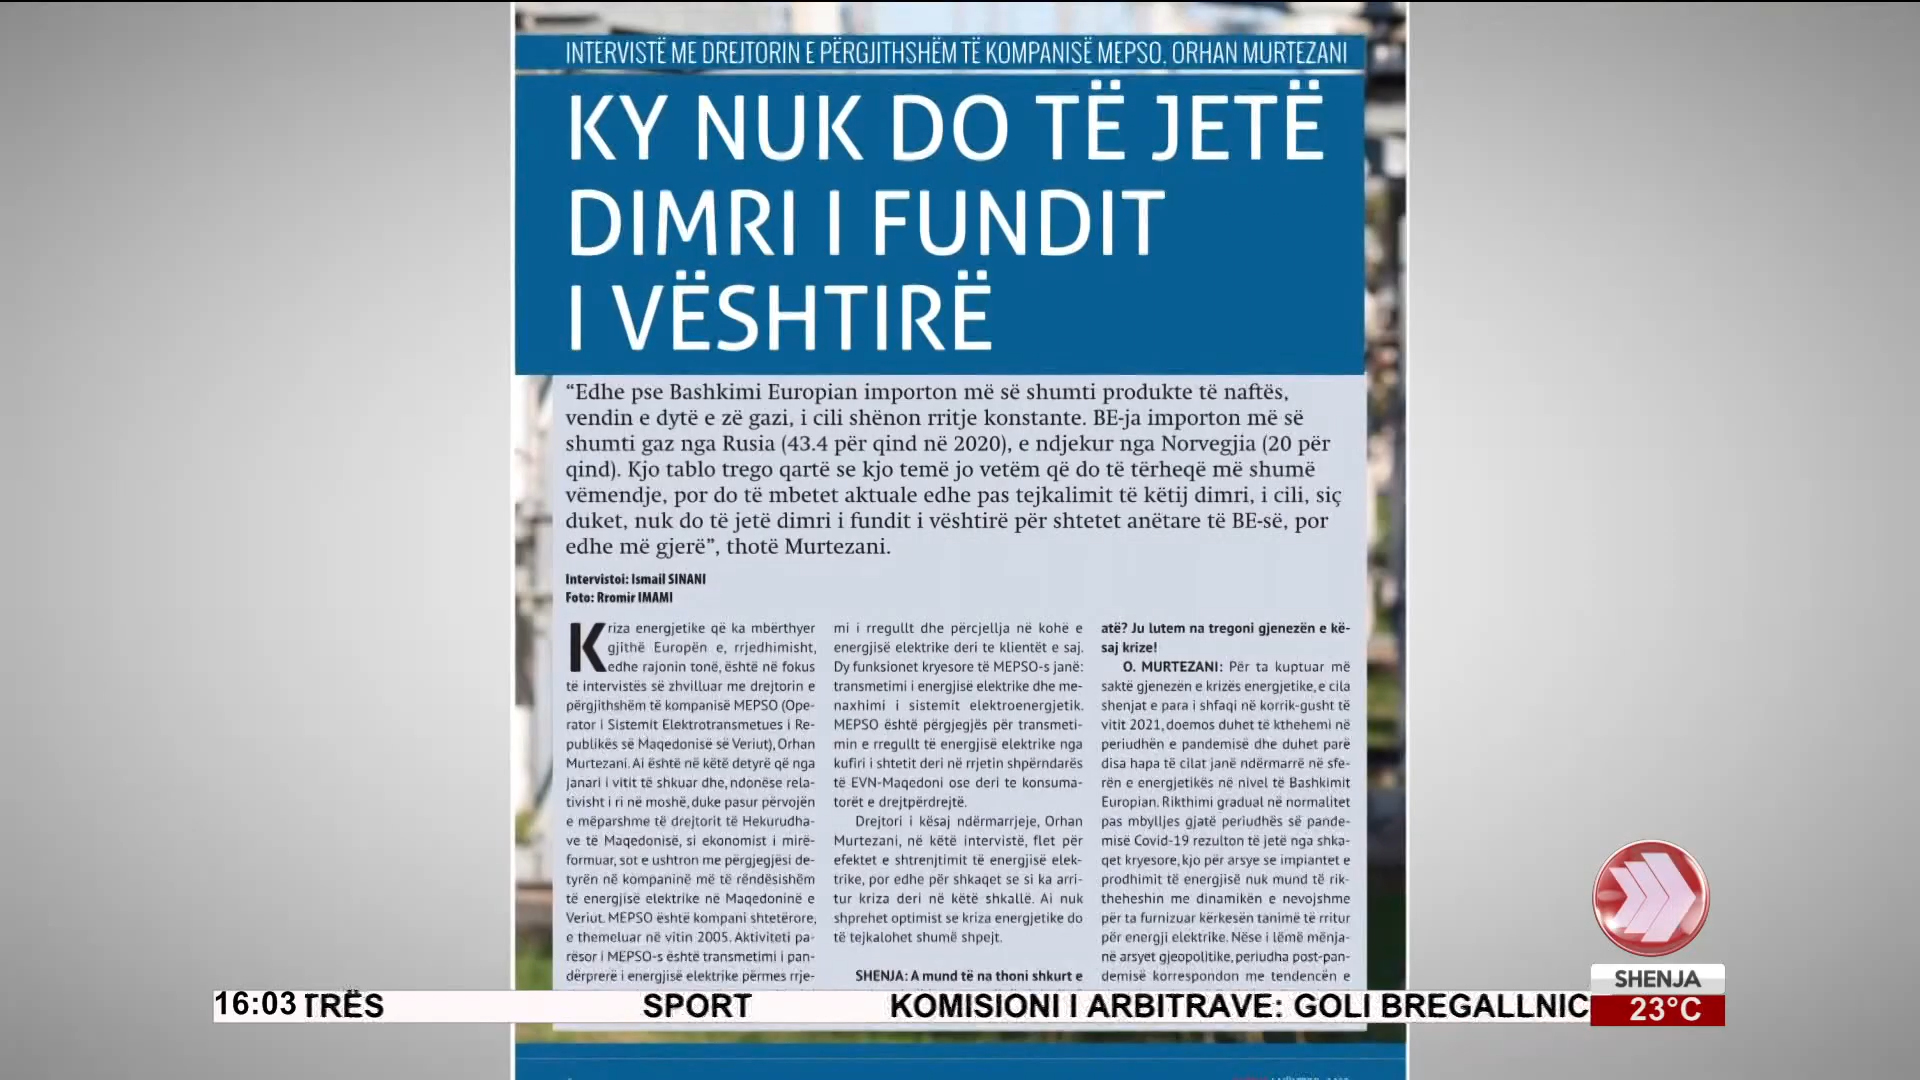 INTERVISTË ME DREJTORIN E PËRGJITHSHËM TË KOMPANISË MEPSO, ORHAN MURTEZANI
KY NUK DO TË JETË
DIMRI I FUNDIT
I VËSHTIRË
“Edhe pse Bashkimi Europian importon më së shumti produkte të naftës,
vendin e dytë e zë gazi, i cili shënon rritje konstante. BE-ja importon më së
shumti gaz nga Rusia (43.4 për qind në 2020), e ndjekur nga Norvegjia (20 për
qind). Kjo tablo trego qartë se kjo temë jo vetëm që do të tërheqë më shumë
vëmendje, por do të mbetet aktuale edhe pas tejkalimit të këtij dimri, i cili, siç
duket, nuk do të jetë dimri i fundit i vështirë për shtetet anëtare të BE-së, por
edhe më gjerë”, thotë Murtezani.
Intervistoi: Ismail SINANI
Foto: Rromir IMAMI
Kriza energjetike që ka mbërthyer
gjithë Europën e, rrjedhimisht,
edhe rajonin tonë, është në fokus
të intervistës së zhvilluar me drejtorin e
përgjithshëm të kompanisë MEPSO (Ope-
rator i Sistemit Elektrotransmetues i Re-
publikës së Maqedonisë së Veriut), Orhan
Murtezani. Ai është në këtë detyrë që nga
janari i vitit të shkuar dhe, ndonëse rela-
tivisht i ri në moshë, duke pasur përvojën
e mëparshme të drejtorit të Hekurudha-
ve të Maqedonisë, si ekonomist i mirë-
formuar, sot e ushtron me përgjegjësi de-
tyrën në kompaninë më të rëndësishëm
të energjisë elektrike në Maqedoninë e
Veriut. MEPSO është kompani shtetërore,
e themeluar në vitin 2005. Aktiviteti pa-
rësor i MEPSO-s është transmetimi i pan-
dërprerë i energjisë elektrike përmes rrje-
mi i rregullt dhe përcjellja në kohë e
energjisë elektrike deri te klientët e saj.
Dy funksionet kryesore të MEPSO-s janë:
transmetimi i energjisë elektrike dhe me-
naxhimi i sistemit elektroenergjetik.
MEPSO është përgjegjës për transmeti-
min e rregullt të energjisë elektrike nga
kufiri i shtetit deri në rrjetin shpërndarës
të EVN-Maqedoni ose deri te konsuma-
torët e drejtpërdrejtë.
Drejtori i kësaj ndërmarrjeje, Orhan
Murtezani, në këtë intervistë, flet për
efektet e shtrenjtimit të energjisë elek-
trike, por edhe për shkaqet se si ka arri-
tur kriza deri në këtë shkallë. Ai nuk
shprehet optimist se kriza energjetike do
të tejkalohet shumë shpejt.
SHENJA: A mund të na thoni shkurt e
atë? Ju lutem na tregoni gjenezën e kë-
saj krize!
O. MURTEZANI: Për ta kuptuar më
saktë gjenezën e krizës energjetike, e cila
shenjat e para i shfaqi në korrik-gusht të
vitit 2021, doemos duhet të kthehemi në
periudhën e pandemisë dhe duhet parë
disa hapa të cilat janë ndërmarrë në sfe-
rën e energjetikës në nivel të Bashkimit
Europian. Rikthimi gradual në normalitet
pas mbylljes gjatë periudhës së pande-
misë Covid-19 rezulton të jetë nga shka-
qet kryesore, kjo për arsye se impiantet e
prodhimit të energjisë nuk mund të rik-
theheshin me dinamikën e nevojshme
për ta furnizuar kërkesën tanimë të rritur
për energji elektrike. Nëse i lëmë mënja-
në arsyet gjeopolitike, periudha post-pan-
demisë korrespondon me tendencën e
SHENJA
16:03 TRËS SPORT KOMISIONI I ARBITRAVE: GOLI BREGALLNIC
23°C